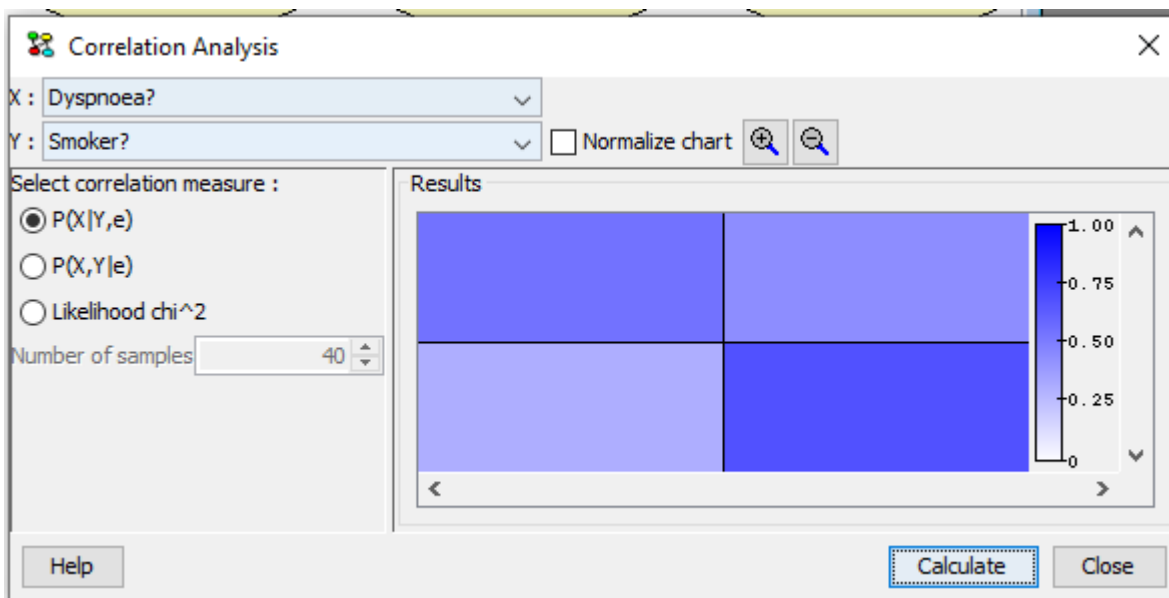 Correlation Analysis
X : Dyspnoea?
Y : Smoker? Normalize chart
Select correlation measure :
P(X|Y,e)
P(X,Y|e)
Likelihood chi^2
Number of samples 40
Results
1.00
0.75
0.50
0.25
0
Help Calculate Close